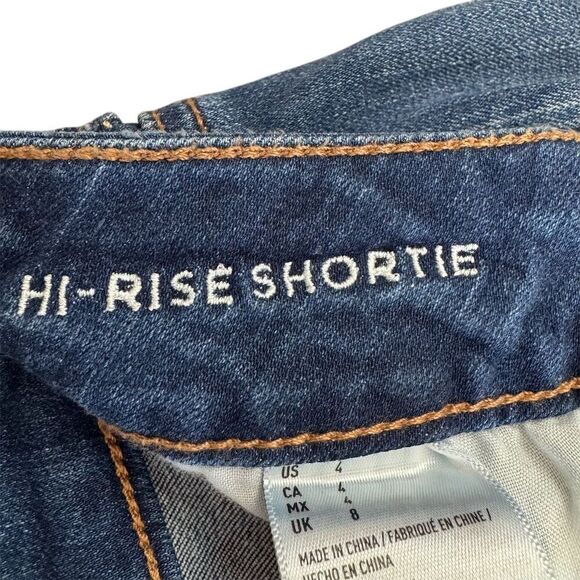 HI-RISE SHORTIE
US 4
CA 4
MX 4
UK 8
MADE IN CHINA / FABRIQUÉ EN CHINE /
HECHO EN CHINA